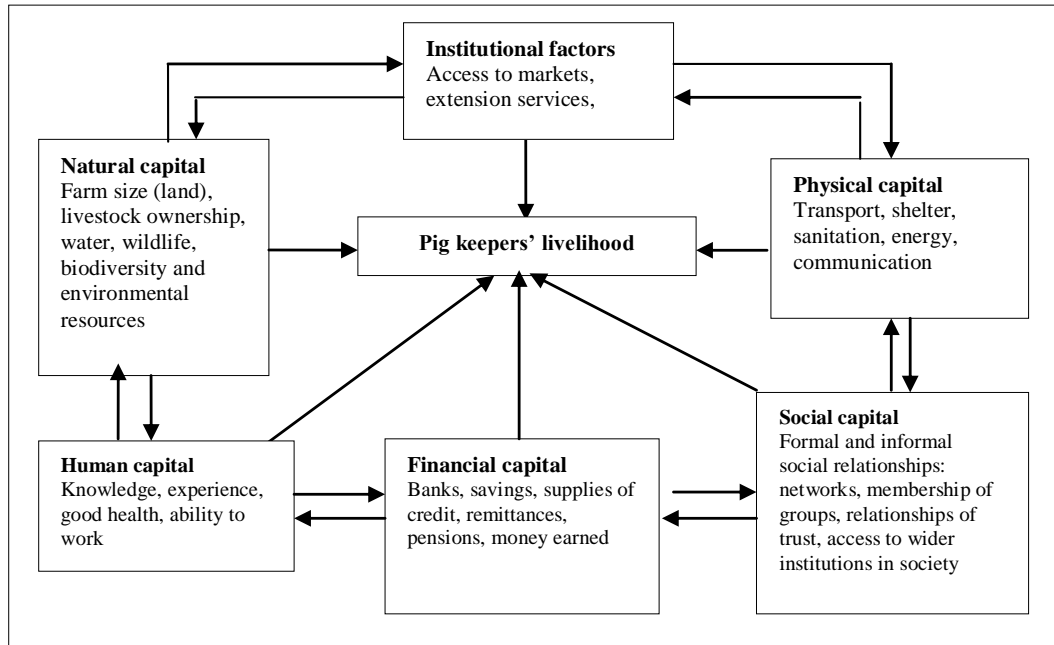 Institutional factors
Access to markets,
extension services,
Natural capital
Farm size (land),
livestock ownership,
water, wildlife,
biodiversity and
environmental
resources
Physical capital
Transport, shelter,
sanitation, energy,
communication
Pig keepers’ livelihood
Human capital
Knowledge, experience,
good health, ability to
work
Financial capital
Banks, savings, supplies of
credit, remittances,
pensions, money earned
Social capital
Formal and informal
social relationships:
networks, membership of
groups, relationships of
trust, access to wider
institutions in society